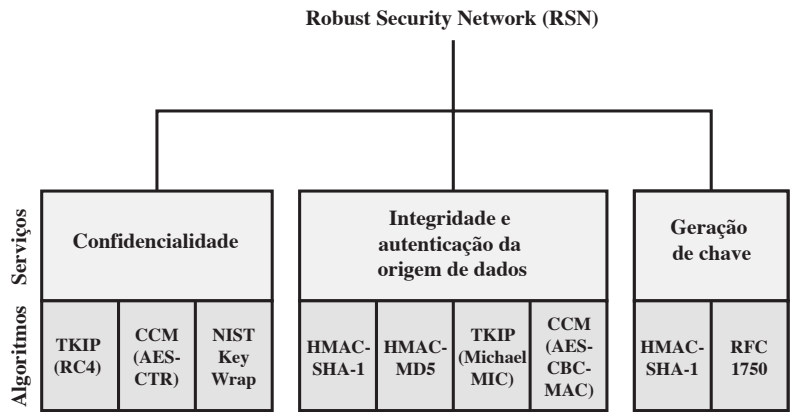 Robust Security Network (RSN)
Serviços
Confidencialidade
Integridade e
autenticação da
origem de dados
Geração
de chave
Algoritmos
TKIP
(RC4)
CCM
(AES-
CTR)
NIST
Key
Wrap
HMAC-
SHA-1
HMAC-
MD5
TKIP
(Michael
MIC)
CCM
(AES-
CBC-
MAC)
HMAC-
SHA-1
RFC
1750